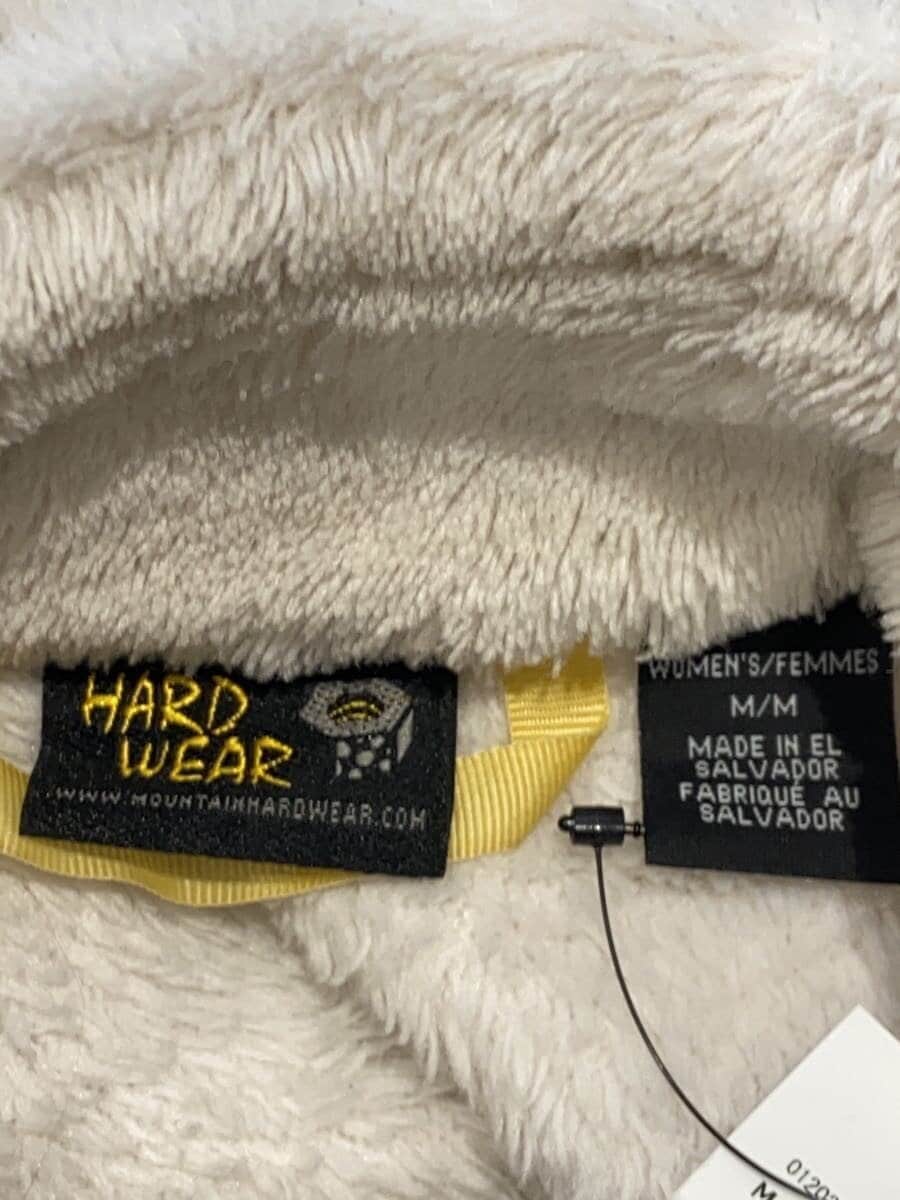 HARD
WEAR
WWW.MOUNTAINHARDWEAR.COM
WOMEN'S/FEMMES
M/M
MADE IN EL
SALVADOR
FABRIQUÉ AU
SALVADOR